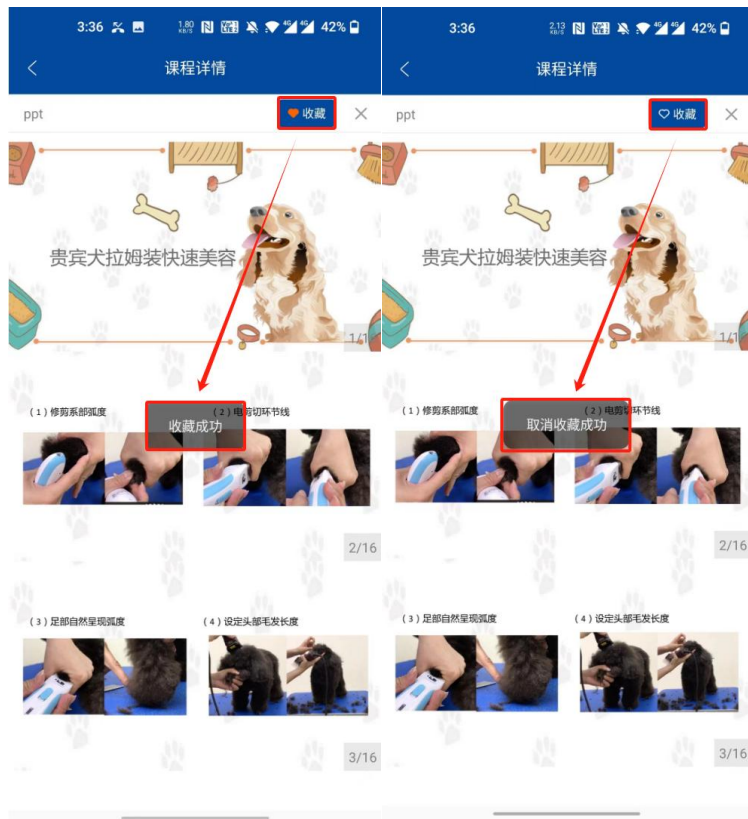 3:36 1.80 KB/S 4G 4G 42%
课程详情
ppt 收藏
贵宾犬拉姆装快速美容
1/1
(1)修剪系部弧度 (2)电剪切环节线
收藏成功
2/16
(3)足部自然呈现弧度 (4)设定头部毛发长度
3/16
3:36 2.13 KB/S 4G 4G 42%
课程详情
ppt 收藏
贵宾犬拉姆装快速美容
1/1
(1)修剪系部弧度 (2)电剪切环节线
取消收藏成功
2/16
(3)足部自然呈现弧度 (4)设定头部毛发长度
3/16